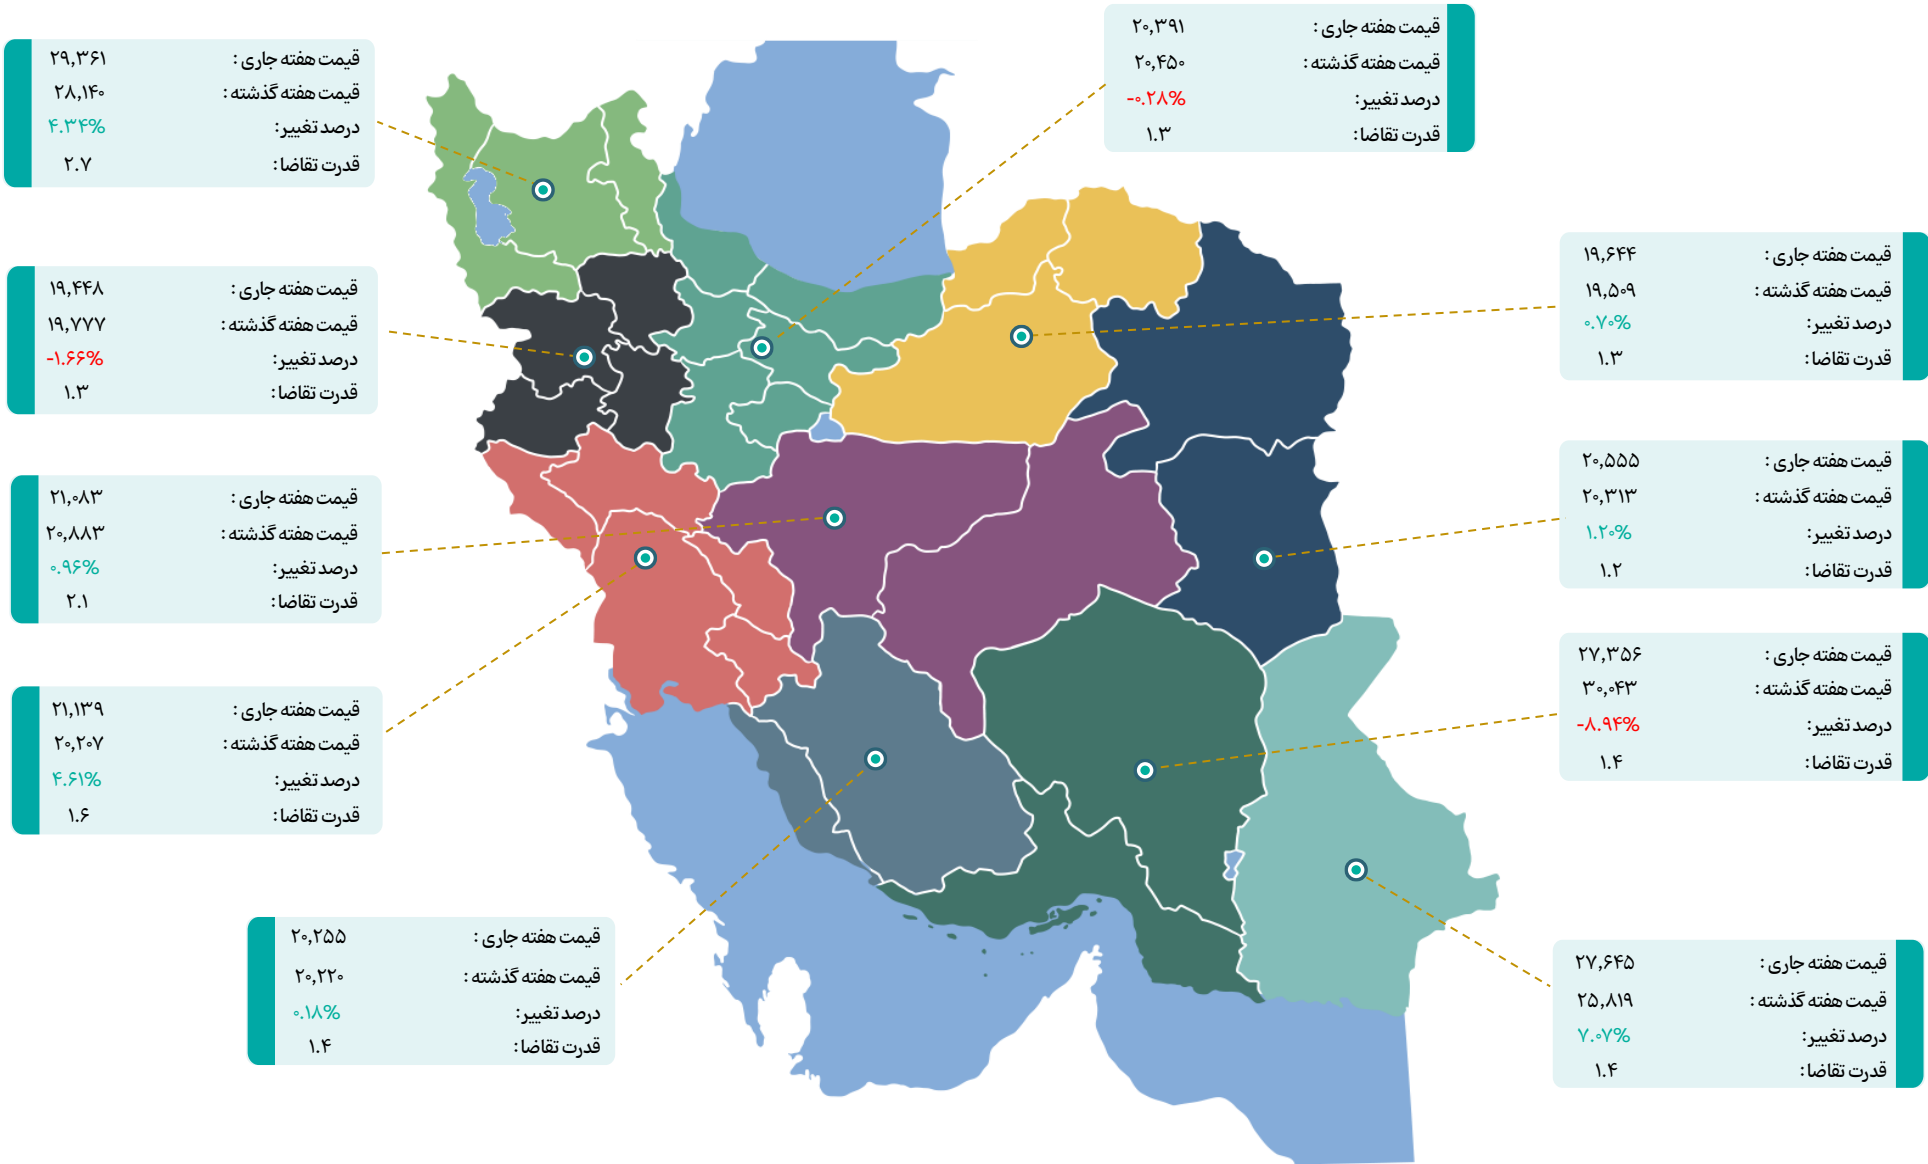 قیمت هفته جاری : ۲۹,۳۶۱
قیمت هفته گذشته : ۲۸,۱۴۰
درصد تغییر: ۴.۳۴%
قدرت تقاضا: ۲.۷
قیمت هفته جاری : ۲۰,۳۹۱
قیمت هفته گذشته : ۲۰,۴۵۰
درصد تغییر: -۰.۲۸%
قدرت تقاضا: ۱.۳
قیمت هفته جاری : ۱۹,۴۴۸
قیمت هفته گذشته : ۱۹,۷۷۷
درصد تغییر: -۱.۶۶%
قدرت تقاضا: ۱.۳
قیمت هفته جاری : ۱۹,۶۴۴
قیمت هفته گذشته : ۱۹,۵۰۹
درصد تغییر: ۰.۷۰%
قدرت تقاضا: ۱.۳
قیمت هفته جاری : ۲۱,۰۸۳
قیمت هفته گذشته : ۲۰,۸۸۳
درصد تغییر: ۰.۹۶%
قدرت تقاضا: ۲.۱
قیمت هفته جاری : ۲۰,۵۵۵
قیمت هفته گذشته : ۲۰,۳۱۳
درصد تغییر: ۱.۲۰%
قدرت تقاضا: ۱.۲
قیمت هفته جاری : ۲۱,۱۳۹
قیمت هفته گذشته : ۲۰,۲۰۷
درصد تغییر: ۴.۶۱%
قدرت تقاضا: ۱.۶
قیمت هفته جاری : ۲۷,۳۵۶
قیمت هفته گذشته : ۳۰,۰۴۳
درصد تغییر: -۸.۹۴%
قدرت تقاضا: ۱.۴
قیمت هفته جاری : ۲۰,۲۵۵
قیمت هفته گذشته : ۲۰,۲۲۰
درصد تغییر: ۰.۱۸%
قدرت تقاضا: ۱.۴
قیمت هفته جاری : ۲۷,۶۴۵
قیمت هفته گذشته : ۲۵,۸۱۹
درصد تغییر: ۷.۰۷%
قدرت تقاضا: ۱.۴